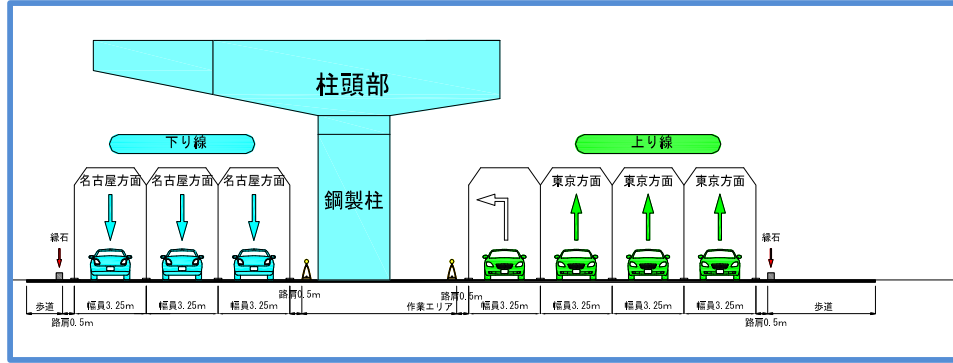 柱頭部
下り線
上り線
名古屋方面
名古屋方面
名古屋方面
東京方面
東京方面
東京方面
鋼製柱
縁石
縁石
歩道
幅員3.25m
幅員3.25m
幅員3.25m
路肩0.5m
作業エリア
路肩0.5m
幅員3.25m
幅員3.25m
幅員3.25m
幅員3.25m
歩道
路肩0.5m
路肩0.5m